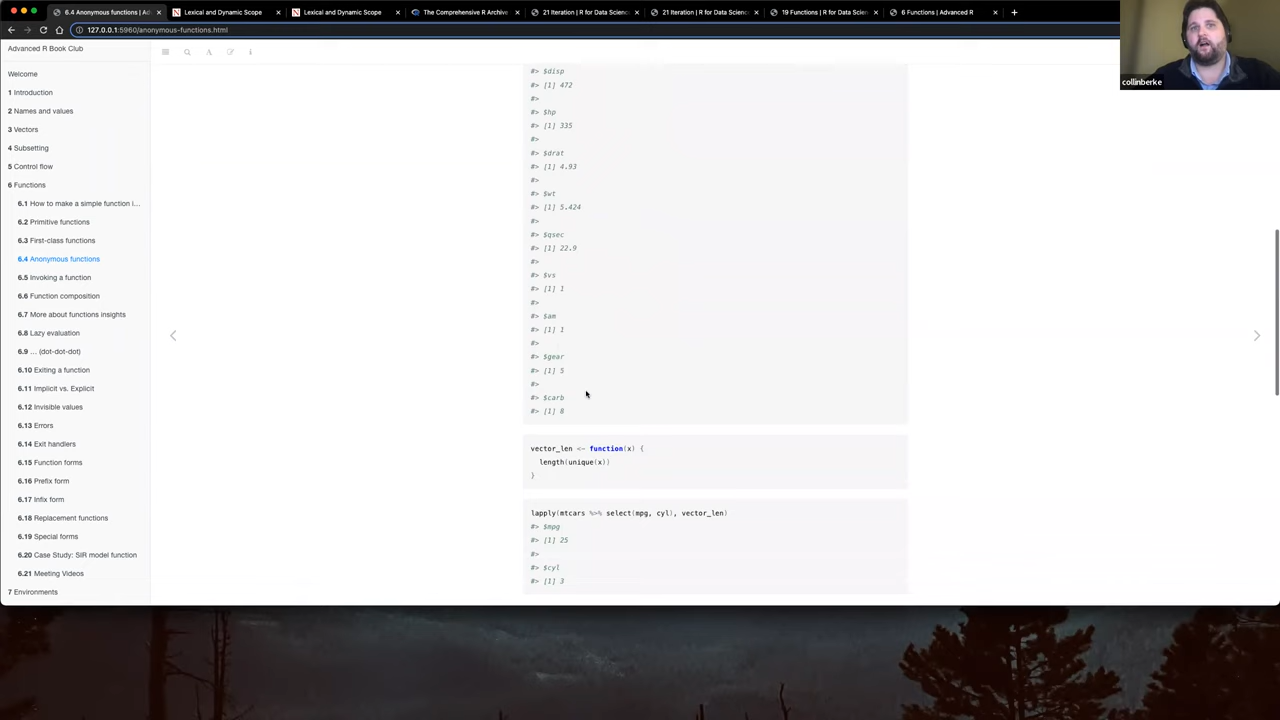 6.4 Anonymous functions | Ad
Lexical and Dynamic Scope
Lexical and Dynamic Scope
The Comprehensive R Archive
21 Iteration | R for Data Scienc
21 Iteration | R for Data Scienc
19 Functions | R for Data Scien
6 Functions | Advanced R
127.0.0.1:5960/anonymous-functions.html
collinberke
Advanced R Book Club
Welcome
1 Introduction
2 Names and values
3 Vectors
4 Subsetting
5 Control flow
6 Functions
6.1 How to make a simple function i...
6.2 Primitive functions
6.3 First-class functions
6.4 Anonymous functions
6.5 Invoking a function
6.6 Function composition
6.7 More about functions insights
6.8 Lazy evaluation
6.9 ... (dot-dot-dot)
6.10 Exiting a function
6.11 Implicit vs. Explicit
6.12 Invisible values
6.13 Errors
6.14 Exit handlers
6.15 Function forms
6.16 Prefix form
6.17 Infix form
6.18 Replacement functions
6.19 Special forms
6.20 Case Study: SIR model function
6.21 Meeting Videos
7 Environments
#> $disp
#> [1] 472
#>
#> $hp
#> [1] 335
#>
#> $drat
#> [1] 4.93
#>
#> $wt
#> [1] 5.424
#>
#> $qsec
#> [1] 22.9
#>
#> $vs
#> [1] 1
#>
#> $am
#> [1] 1
#>
#> $gear
#> [1] 5
#>
#> $carb
#> [1] 8
vector_len <- function(x) {
length(unique(x))
}
lapply(mtcars %>% select(mpg, cyl), vector_len)
#> $mpg
#> [1] 25
#>
#> $cyl
#> [1] 3